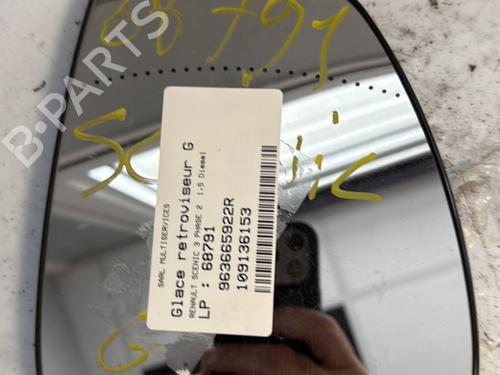 68791
B-PARTS
SARL MULTISERVICES
Glace retroviseur G
RENAULT SCENIC 3 PHASE 2 1.5 Diesel
LP : 68791
963665922R
109136153